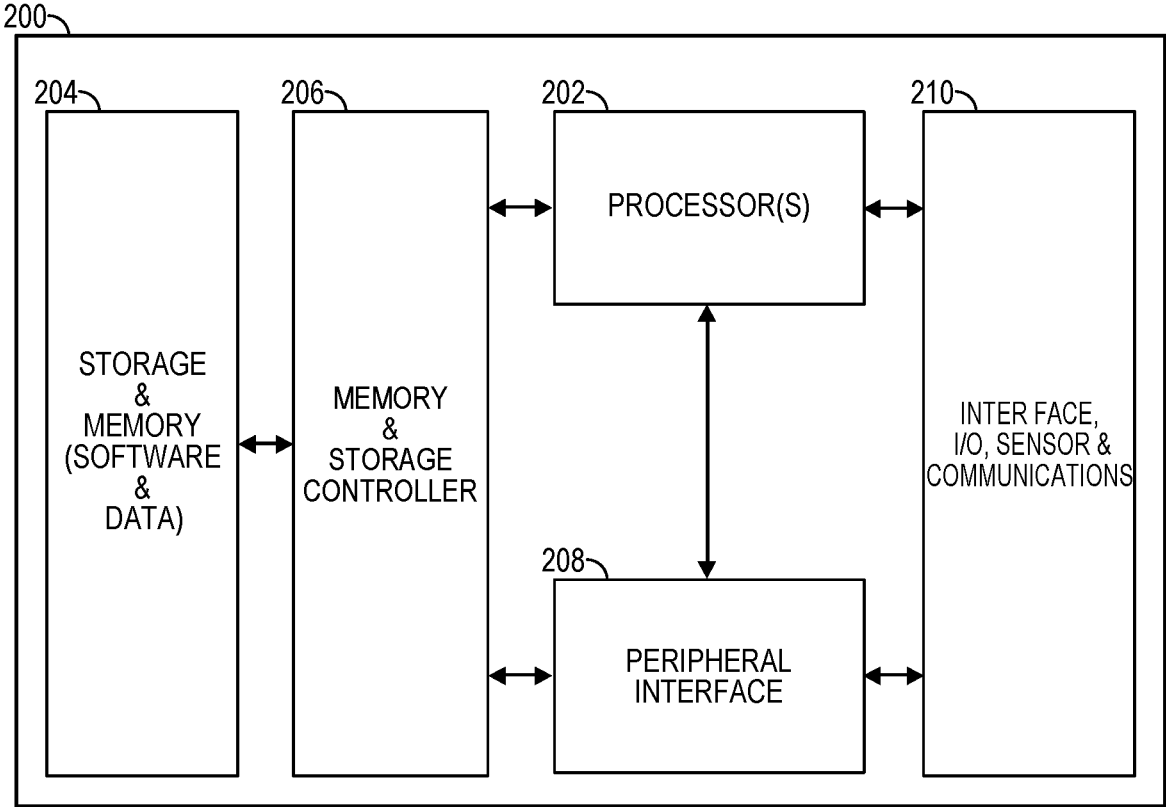 200
204
206
202
210
STORAGE
&
MEMORY
(SOFTWARE
&
DATA)
MEMORY
&
STORAGE
CONTROLLER
PROCESSOR(S)
208
PERIPHERAL
INTERFACE
INTER FACE,
I/O, SENSOR &
COMMUNICATIONS